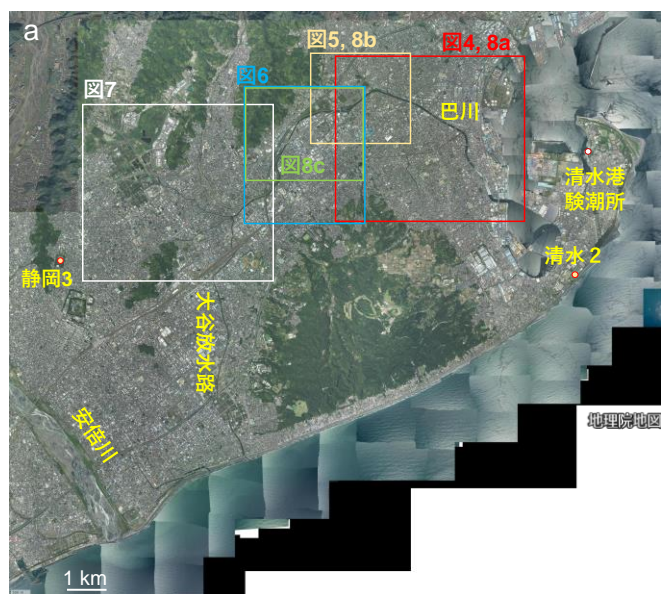 a
図5, 8b
図4, 8a
図6
図7
巴川
図8c
清水港
験潮所
清水2
静岡3
大谷放水路
安倍川
地理院地図
1 km